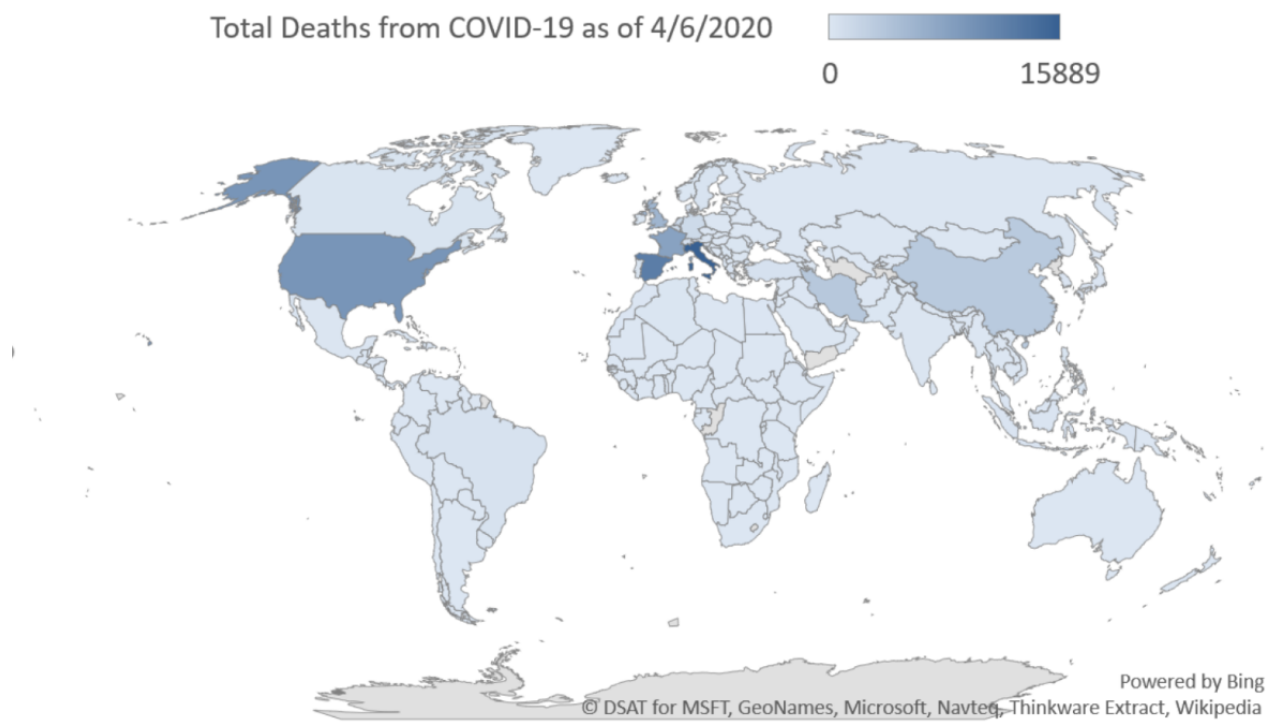 Total Deaths from COVID-19 as of 4/6/2020
0 15889
Powered by Bing
© DSAT for MSFT, GeoNames, Microsoft, Navteq, Thinkware Extract, Wikipedia